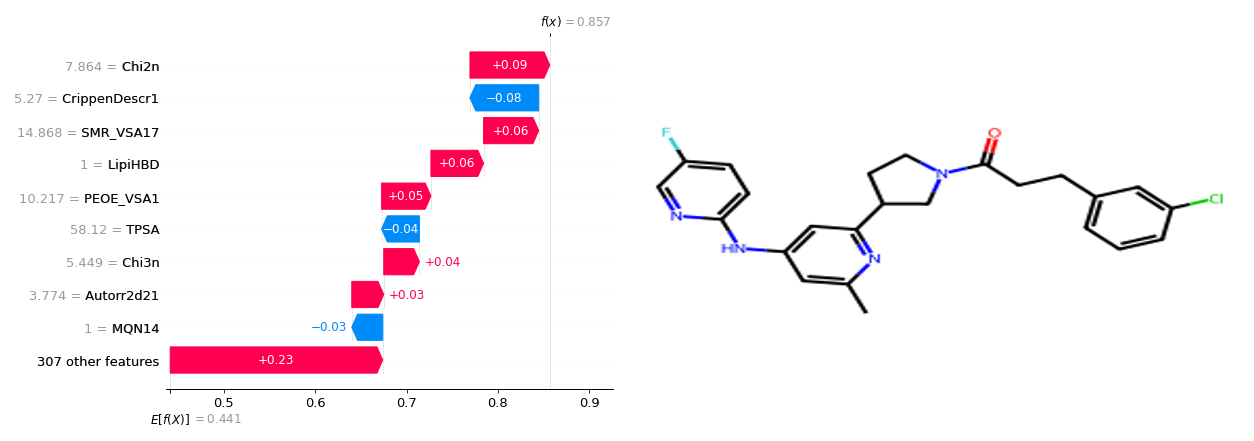 f(x) = 0.857
7.864 = Chi2n
+0.09
5.27 = CrippenDescr1
−0.08
14.868 = SMR_VSA17
+0.06
1 = LipiHBD
+0.06
10.217 = PEOE_VSA1
+0.05
58.12 = TPSA
−0.04
5.449 = Chi3n
+0.04
3.774 = Autorr2d21
+0.03
1 = MQN14
−0.03
307 other features
+0.23
0.5 0.6 0.7 0.8 0.9
E[f(X)] = 0.441
F
O
N
Cl
N
HN
N